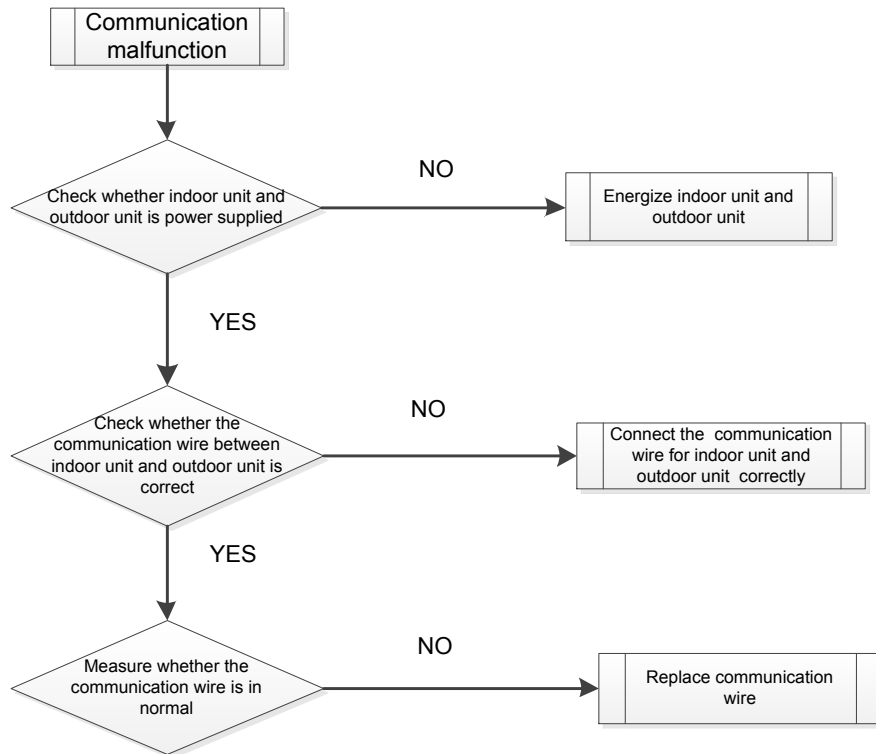 Communication
malfunction
Check whether indoor unit and
outdoor unit is power supplied
NO
Energize indoor unit and
outdoor unit
YES
Check whether the
communication wire between
indoor unit and outdoor unit is
correct
NO
Connect the communication
wire for indoor unit and
outdoor unit correctly
YES
Measure whether the
communication wire is in
normal
NO
Replace communication
wire